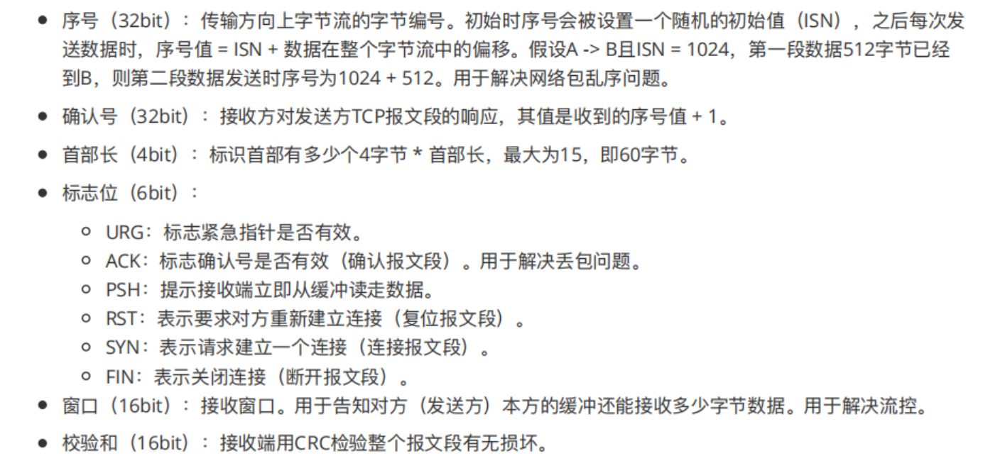 ● 序号（32bit）：传输方向上字节流的字节编号。初始时序号会被设置一个随机的初始值（ISN），之后每次发
送数据时，序号值 = ISN + 数据在整个字节流中的偏移。假设A -> B且ISN = 1024，第一段数据512字节已经
到B，则第二段数据发送时序号为1024 + 512。用于解决网络包乱序问题。
● 确认号（32bit）：接收方对发送方TCP报文段的响应，其值是收到的序号值 + 1。
● 首部长（4bit）：标识首部有多少个4字节 * 首部长，最大为15，即60字节。
● 标志位（6bit）：
○ URG：标志紧急指针是否有效。
○ ACK：标志确认号是否有效（确认报文段）。用于解决丢包问题。
○ PSH：提示接收端立即从缓冲读走数据。
○ RST：表示要求对方重新建立连接（复位报文段）。
○ SYN：表示请求建立一个连接（连接报文段）。
○ FIN：表示关闭连接（断开报文段）。
● 窗口（16bit）：接收窗口。用于告知对方（发送方）本方的缓冲还能接收多少字节数据。用于解决流控。
● 校验和（16bit）：接收端用CRC检验整个报文段有无损坏。